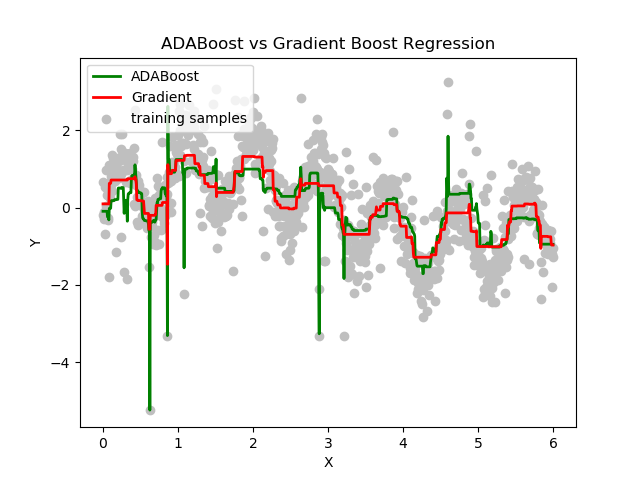 ADABoost vs Gradient Boost Regression
ADABoost
Gradient
training samples
Y
2
0
−2
−4
0 1 2 3 4 5 6
X